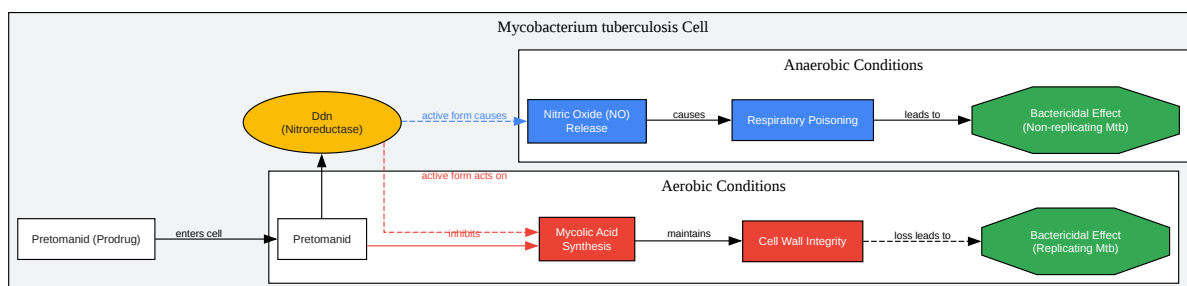 Mycobacterium tuberculosis Cell
Anaerobic Conditions
Ddn
(Nitroreductase)
active form causes
Nitric Oxide (NO)
Release
causes
Respiratory Poisoning
leads to
Bactericidal Effect
(Non-replicating Mtb)
active form acts on
Aerobic Conditions
Pretomanid (Prodrug)
enters cell
Pretomanid
inhibits
Mycolic Acid
Synthesis
maintains
Cell Wall Integrity
loss leads to
Bactericidal Effect
(Replicating Mtb)